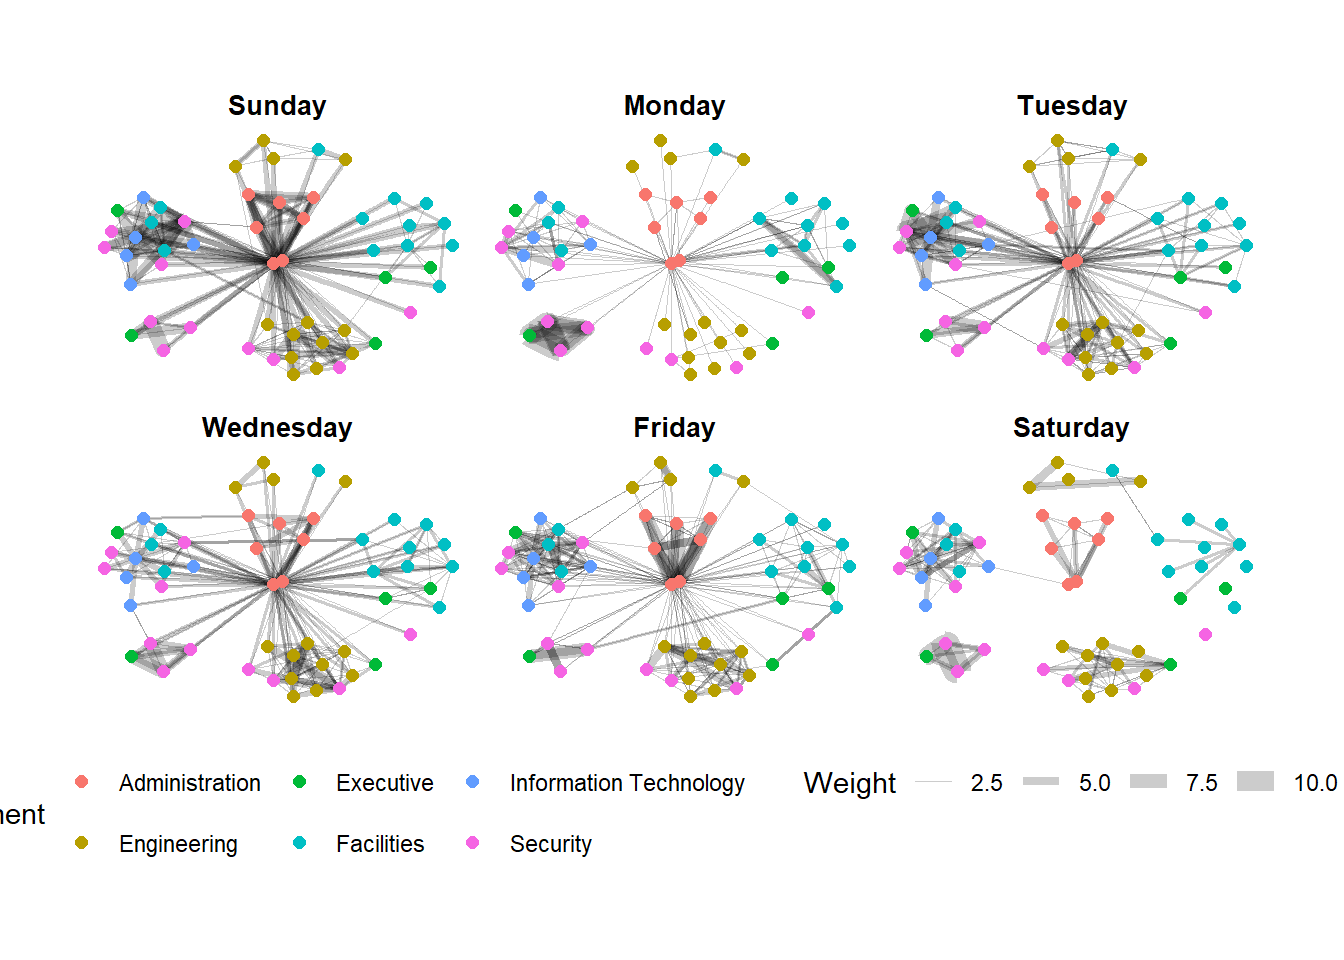 Sunday
Monday
Tuesday
Wednesday
Friday
Saturday
Administration
Executive
Information Technology
Weight
2.5
5.0
7.5
10.0
Engineering
Facilities
Security